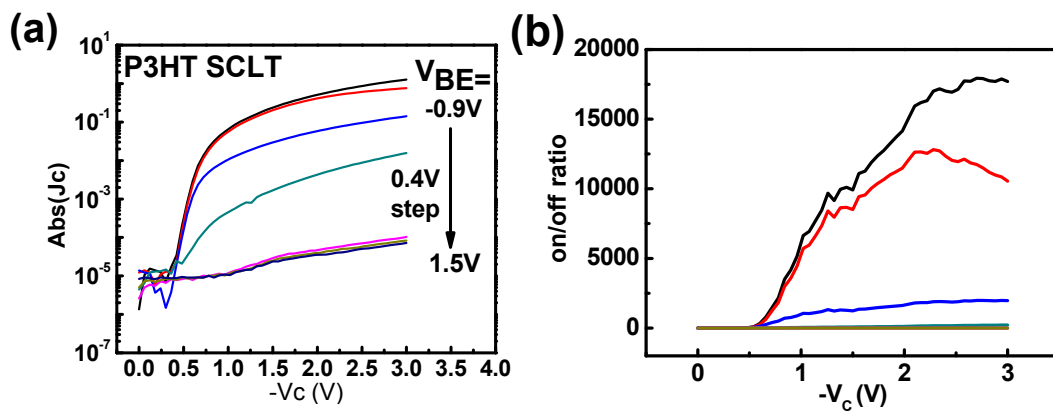 (a)
P3HT SCLT
V_BE=
-0.9V
0.4V
step
1.5V
10^1
10^-1
10^-3
10^-5
10^-7
Abs(Jc)
0.0 0.5 1.0 1.5 2.0 2.5 3.0 3.5 4.0
-Vc (V)
(b)
20000
15000
10000
5000
0
on/off ratio
0 1 2 3
-V_C (V)